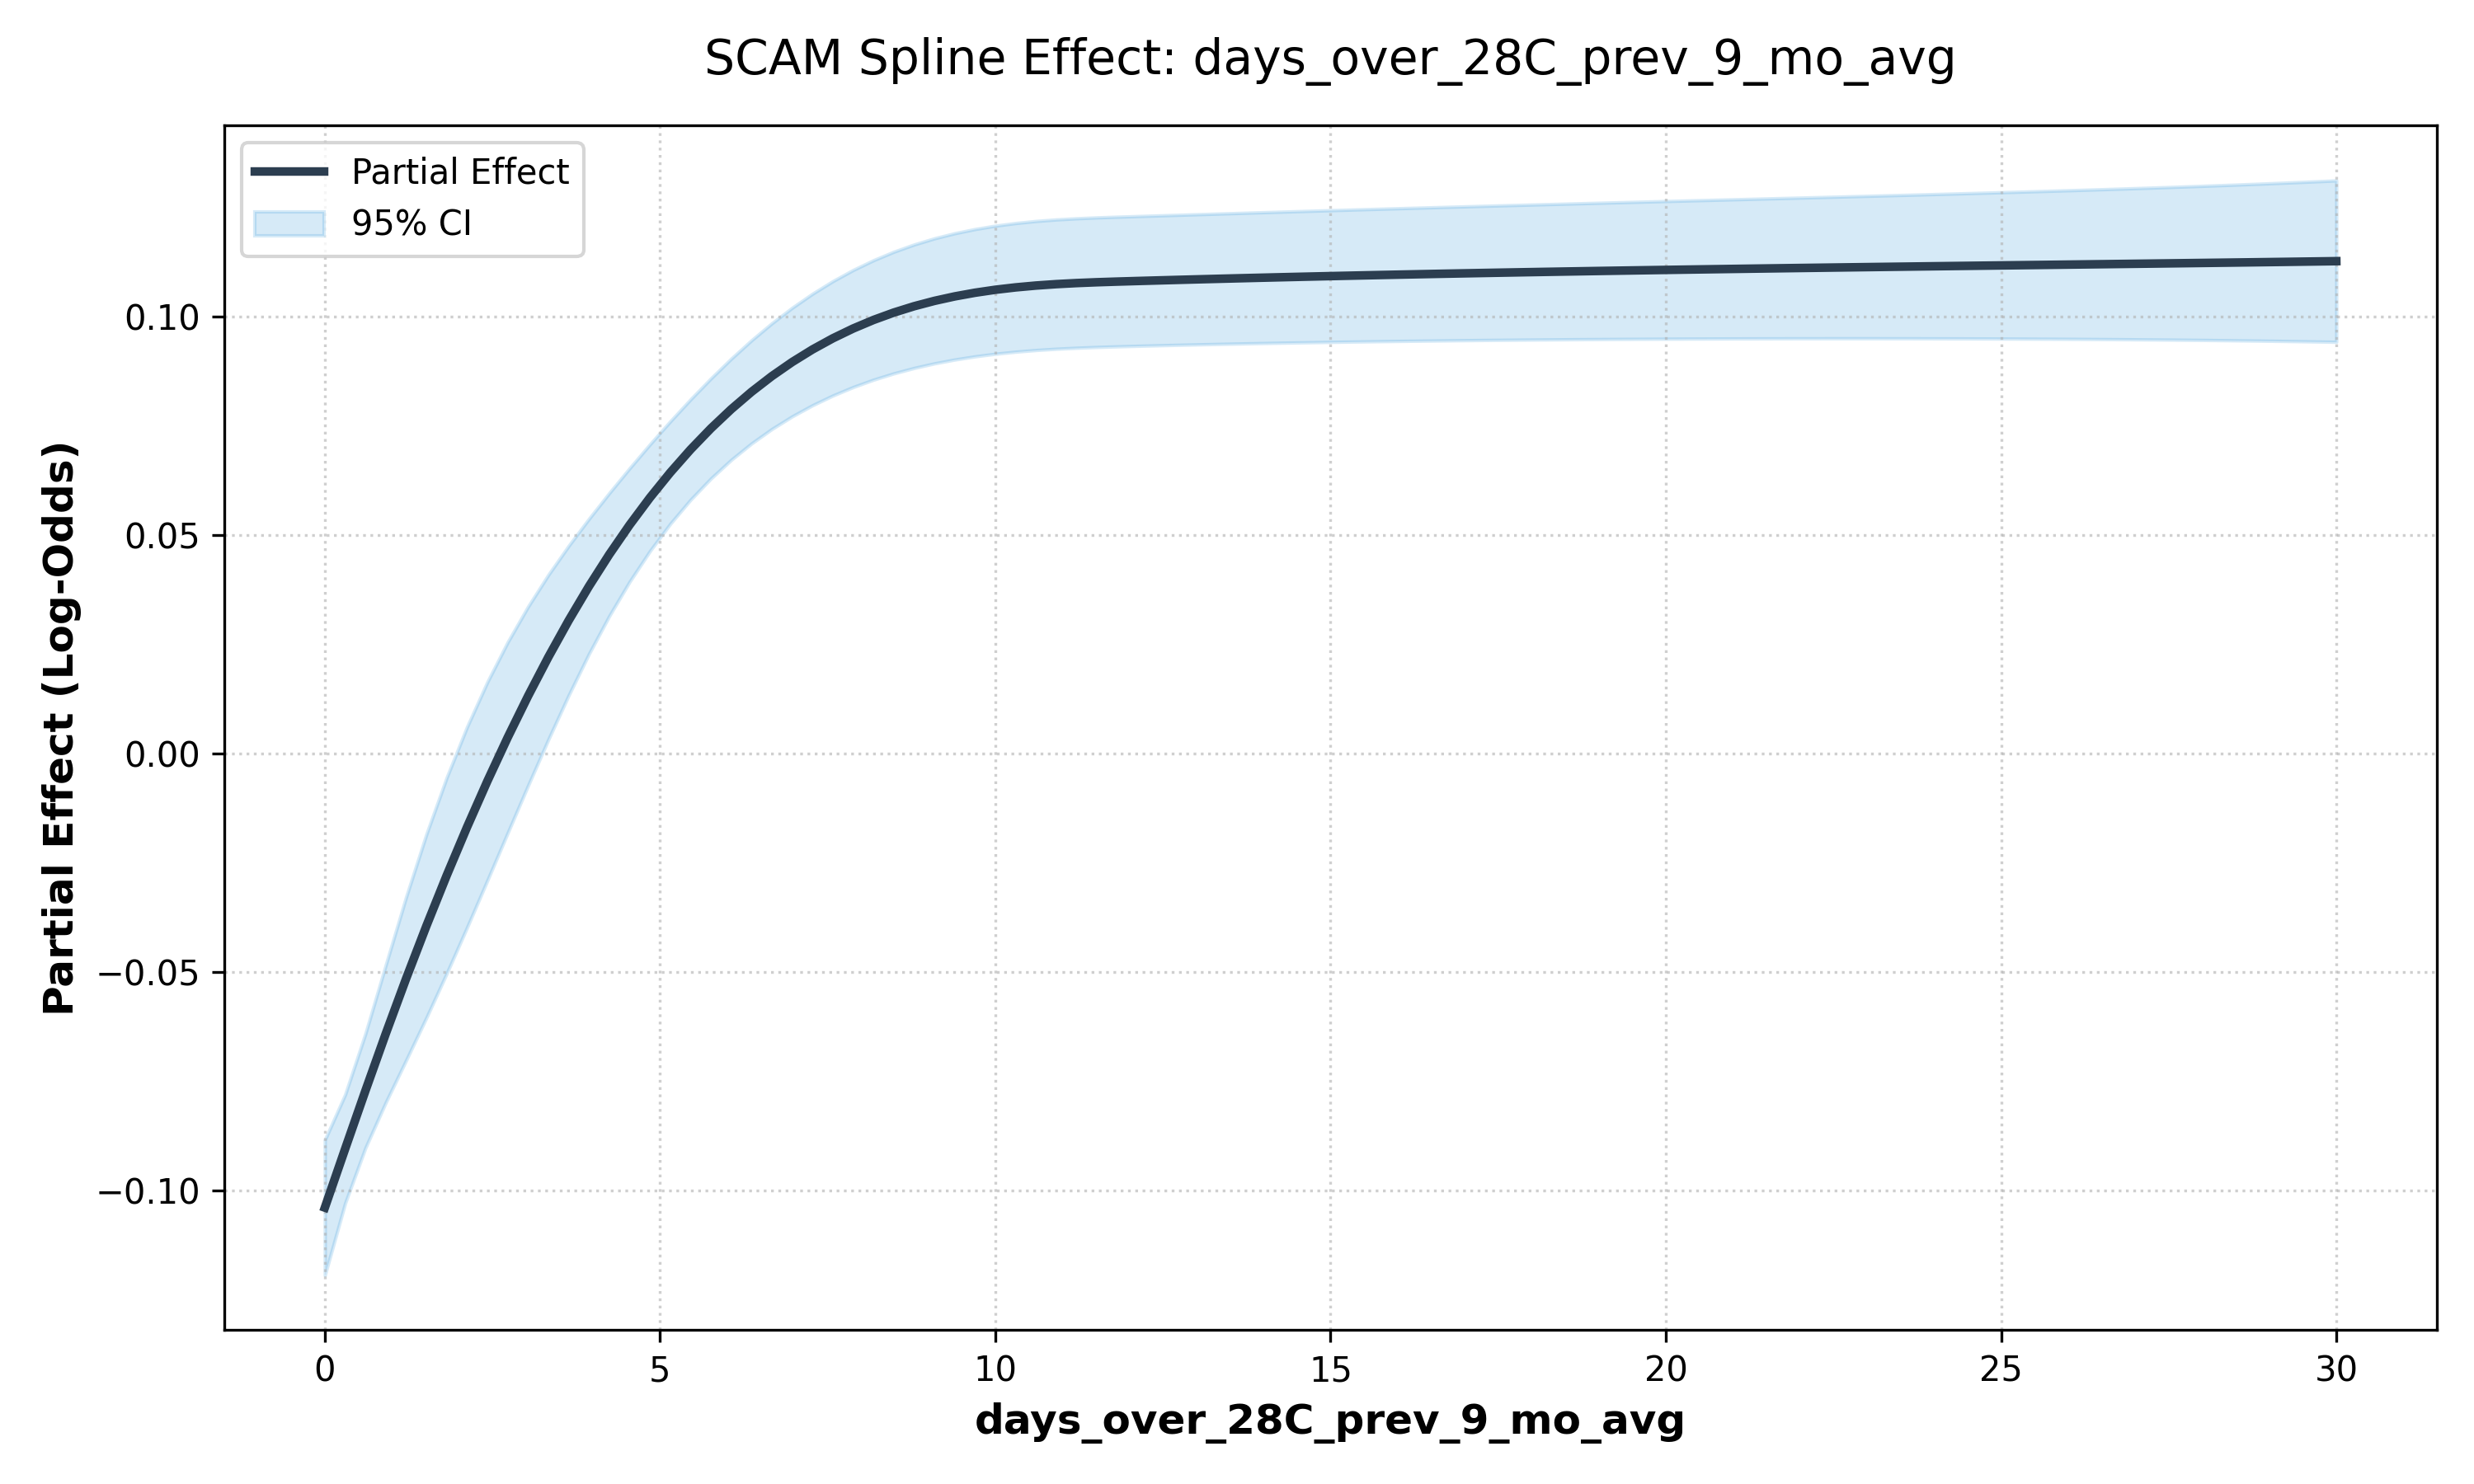 SCAM Spline Effect: days_over_28C_prev_9_mo_avg
Partial Effect
95% CI
Partial Effect (Log-Odds)
0.10
0.05
0.00
−0.05
−0.10
0 5 10 15 20 25 30
days_over_28C_prev_9_mo_avg